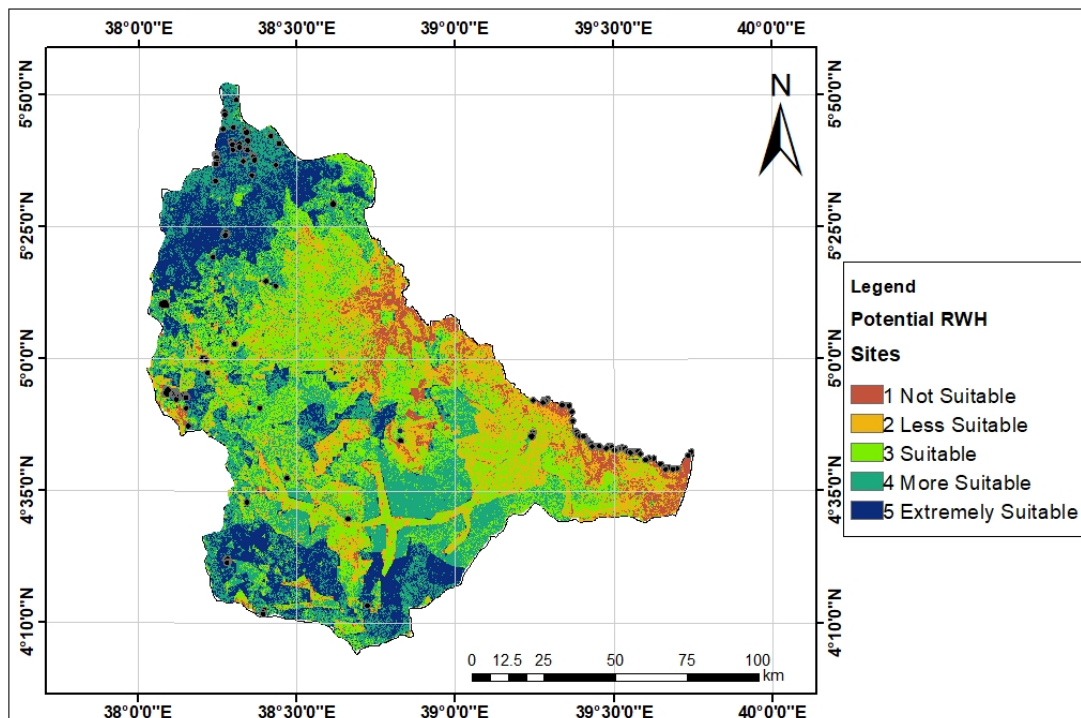 38°0'0"E 38°30'0"E 39°0'0"E 39°30'0"E 40°0'0"E
N
5°50'0"N 5°50'0"N
5°25'0"N 5°25'0"N
5°0'0"N 5°0'0"N
4°35'0"N 4°35'0"N
4°10'0"N 4°10'0"N
Legend
Potential RWH
Sites
1 Not Suitable
2 Less Suitable
3 Suitable
4 More Suitable
5 Extremely Suitable
0 12.5 25 50 75 100
km
38°0'0"E 38°30'0"E 39°0'0"E 39°30'0"E 40°0'0"E